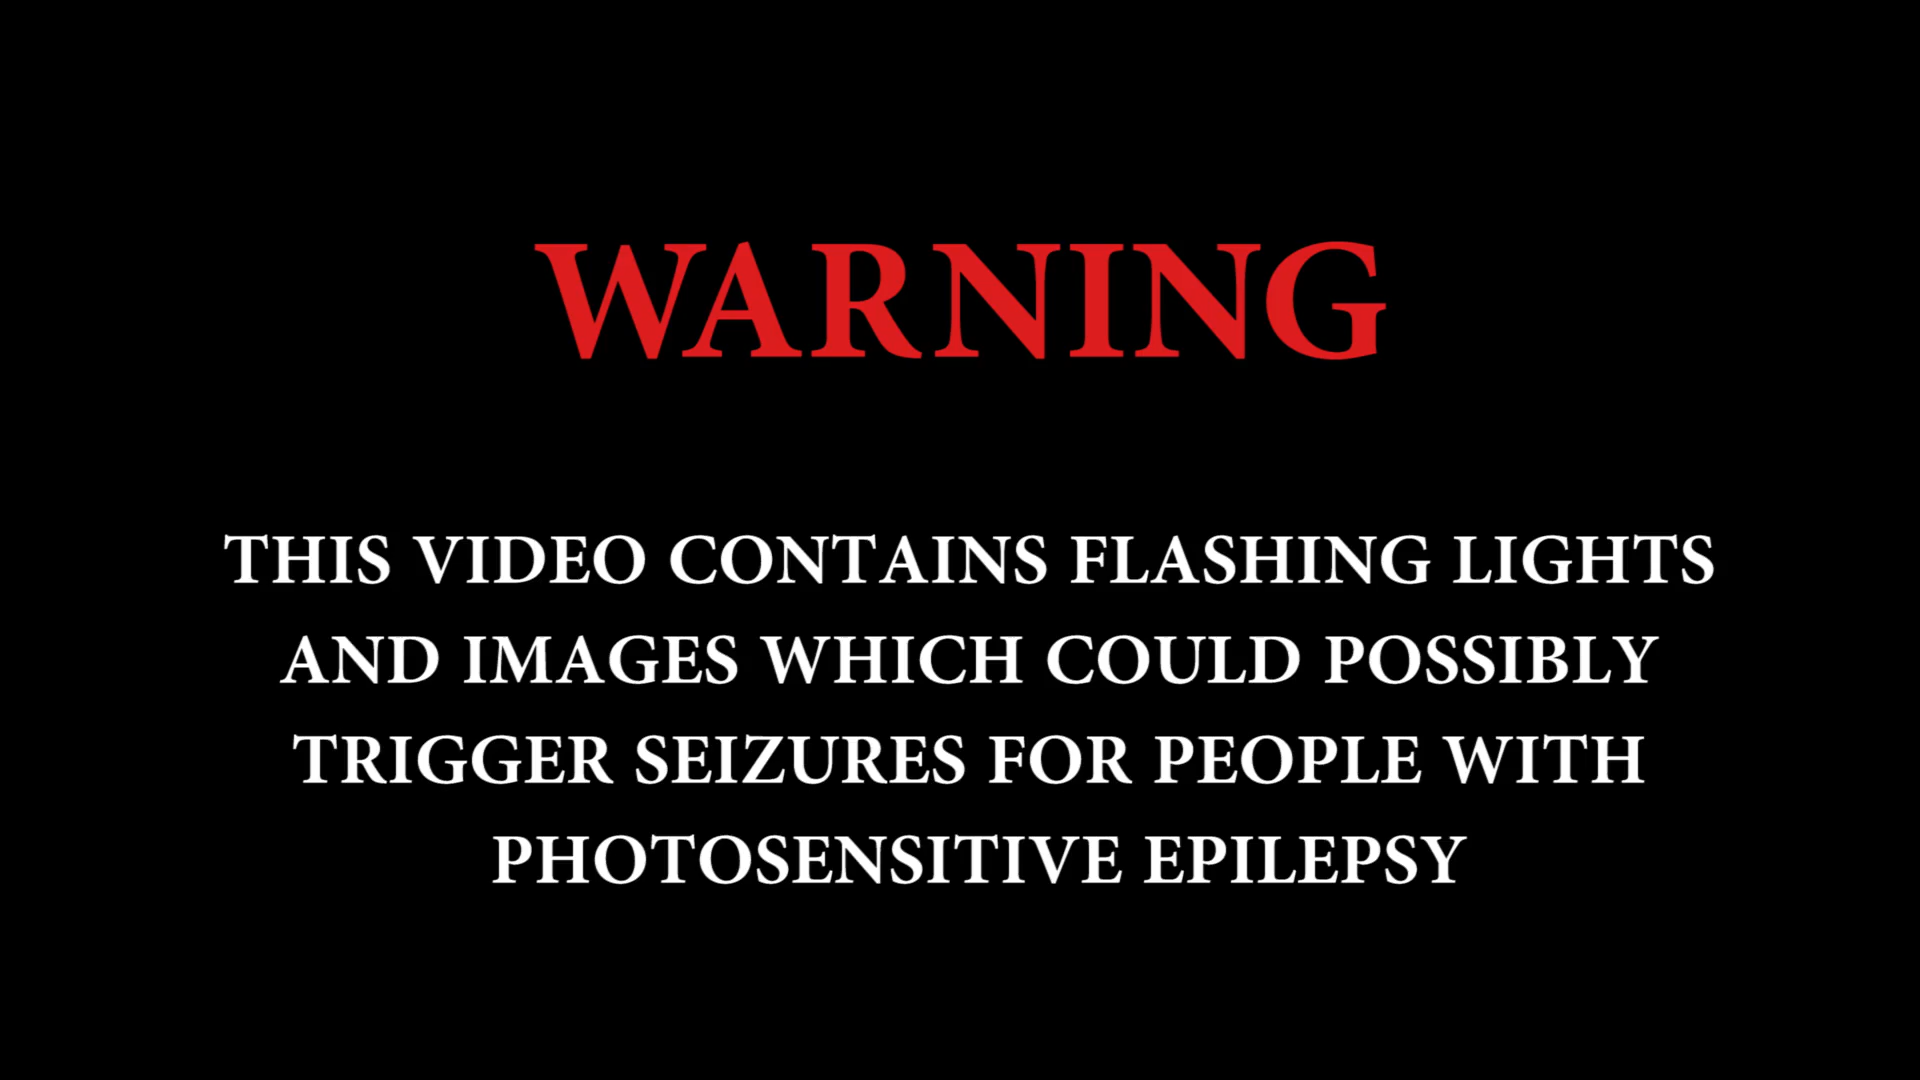 WARNING
THIS VIDEO CONTAINS FLASHING LIGHTS
AND IMAGES WHICH COULD POSSIBLY
TRIGGER SEIZURES FOR PEOPLE WITH
PHOTOSENSITIVE EPILEPSY